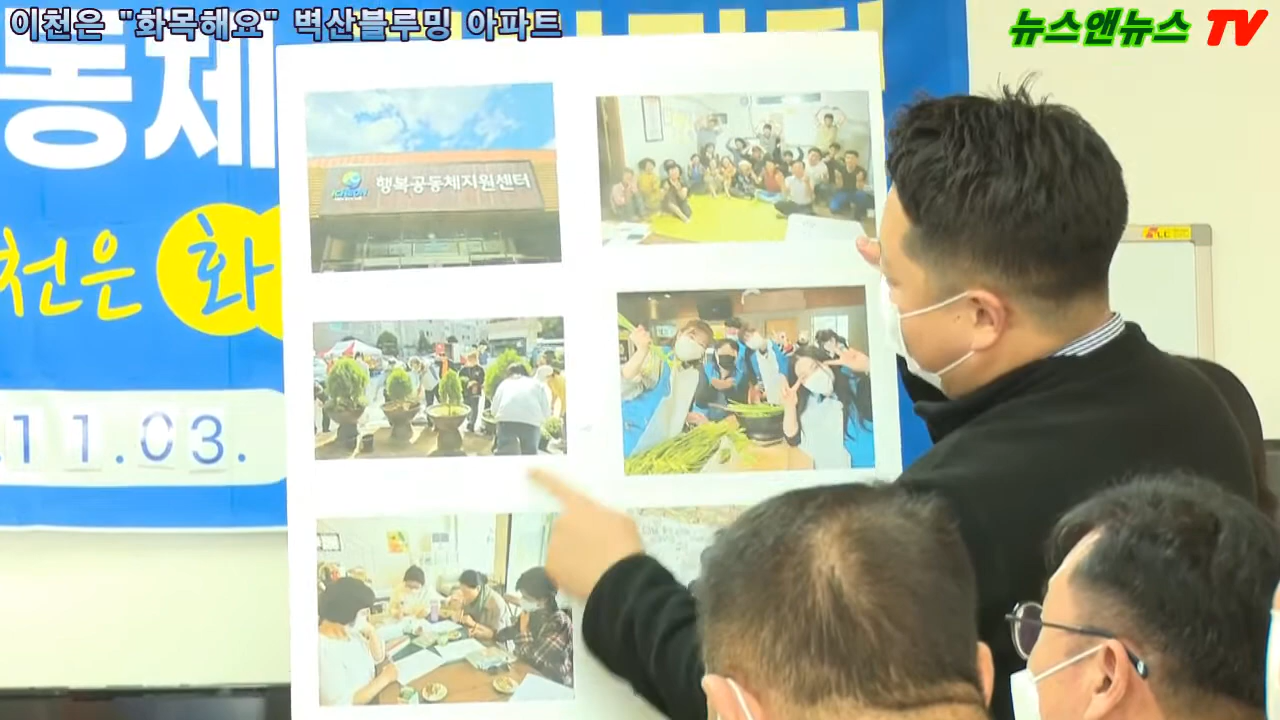 이천은 "화목해요" 벽산블루밍 아파트
뉴스앤뉴스 TV
동체
천은 화
11.03.
ICHEON 행복공동체지원센터